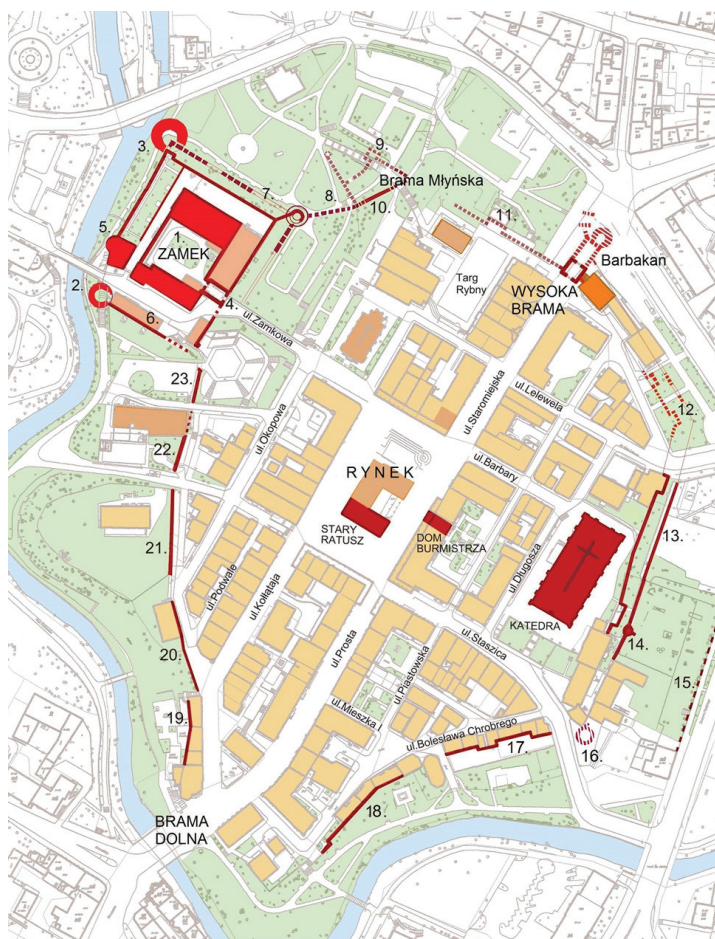 3.
9.
Brama Młyńska
7.
8.
10.
11.
5.
1.
ZAMEK
Barbakan
Targ
Rybny
WYSOKA
BRAMA
2.
4.
6.
ul.Zamkowa
ul.Staromiejska
ul.Lelewela
12.
23.
ul.Okopowa
22.
RYNEK
ul.Barbary
STARY
RATUSZ
DOM
BURMISTRZA
13.
21.
ul.Podwale
ul.Kołłątaja
ul.Długosza
KATEDRA
14.
20.
ul.Prosta
ul.Piastowska
ul.Staszica
15.
19.
ul.Mieszka I
ul.Bolesława Chrobrego
17.
16.
18.
BRAMA
DOLNA